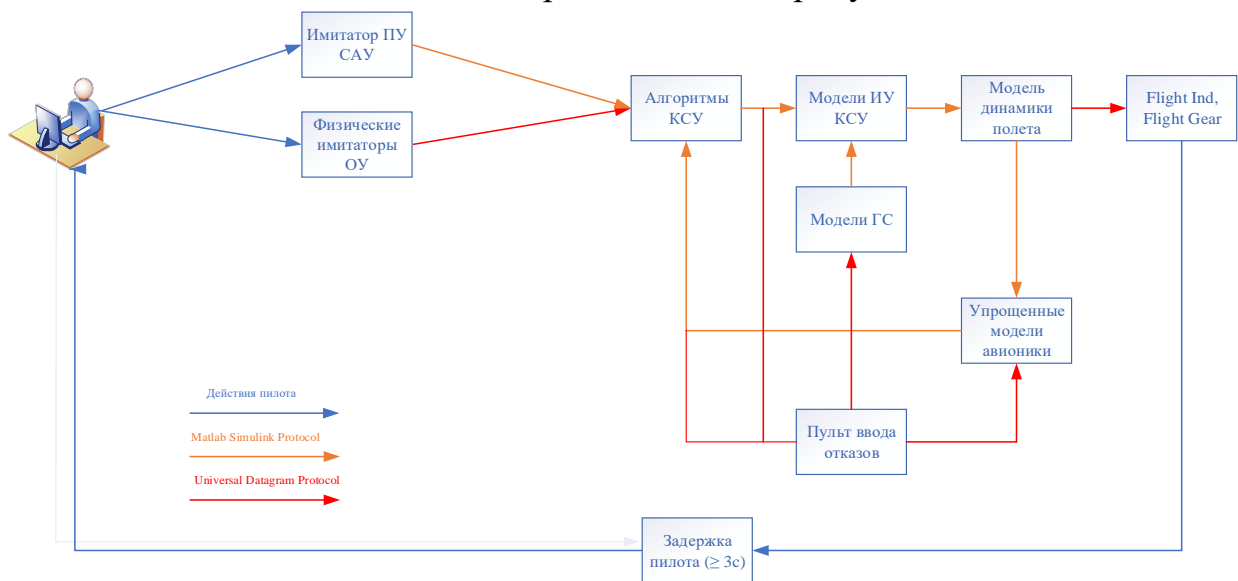 Имитатор ПУ
САУ
Физические
имитаторы
ОУ
Алгоритмы
КСУ
Модели ИУ
КСУ
Модель
динамики
полета
Flight Ind,
Flight Gear
Модели ГС
Упрощенные
модели
авионики
Действия пилота
Matlab Simulink Protocol
Universal Datagram Protocol
Пульт ввода
отказов
Задержка
пилота (≥ 3с)